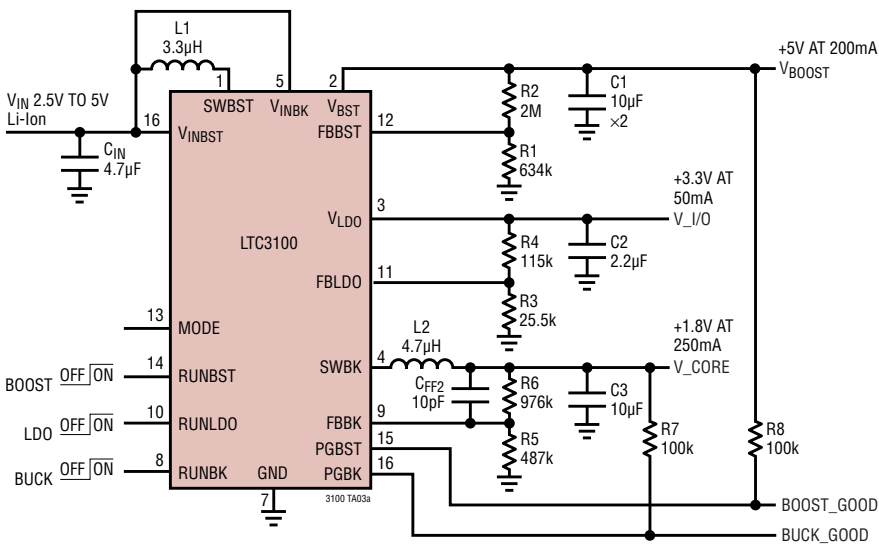 L1
3.3µH
1
5
2
SWBST
VINBK
VBST
VIN 2.5V TO 5V
Li-Ion
16
VINBST
CIN
4.7µF
FBBST
12
R2
2M
R1
634k
C1
10µF
×2
+5V AT 200mA
VBOOST
LTC3100
VLDO
3
R4
115k
C2
2.2µF
+3.3V AT
50mA
V_I/O
FBLDO
11
R3
25.5k
13
MODE
SWBK
4
L2
4.7µH
+1.8V AT
250mA
V_CORE
BOOST OFF ON
14
RUNBST
CFF2
10pF
R6
976k
C3
10µF
LDO OFF ON
10
RUNLDO
FBBK
9
R5
487k
R7
100k
R8
100k
BUCK OFF ON
8
RUNBK
GND
7
PGBST
15
PGBK
16
3100 TA03a
BOOST_GOOD
BUCK_GOOD